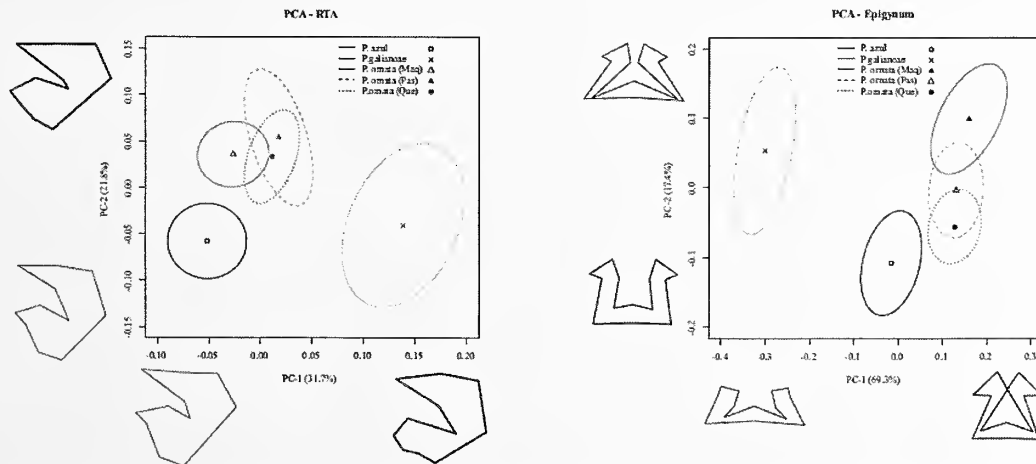 PCA - RTA
P. azul
P.galianoae
P. ornata (Maq)
P. ornata (Pas)
P.ornata (Que)
0.15
0.10
0.05
0.00
-0.05
-0.10
-0.15
PC-2 (21.8%)
-0.10
-0.05
0.00
0.05
0.10
0.15
0.20
PC-1 (31.7%)
PCA - Epigynum
P. azul
P.galianoae
P. ornata (Maq)
P. ornata (Pas)
P.ornata (Que)
0.2
0.1
0.0
-0.1
-0.2
PC-2 (17.4%)
-0.4
-0.3
-0.2
-0.1
0.0
0.1
0.2
0.3
PC-1 (69.3%)